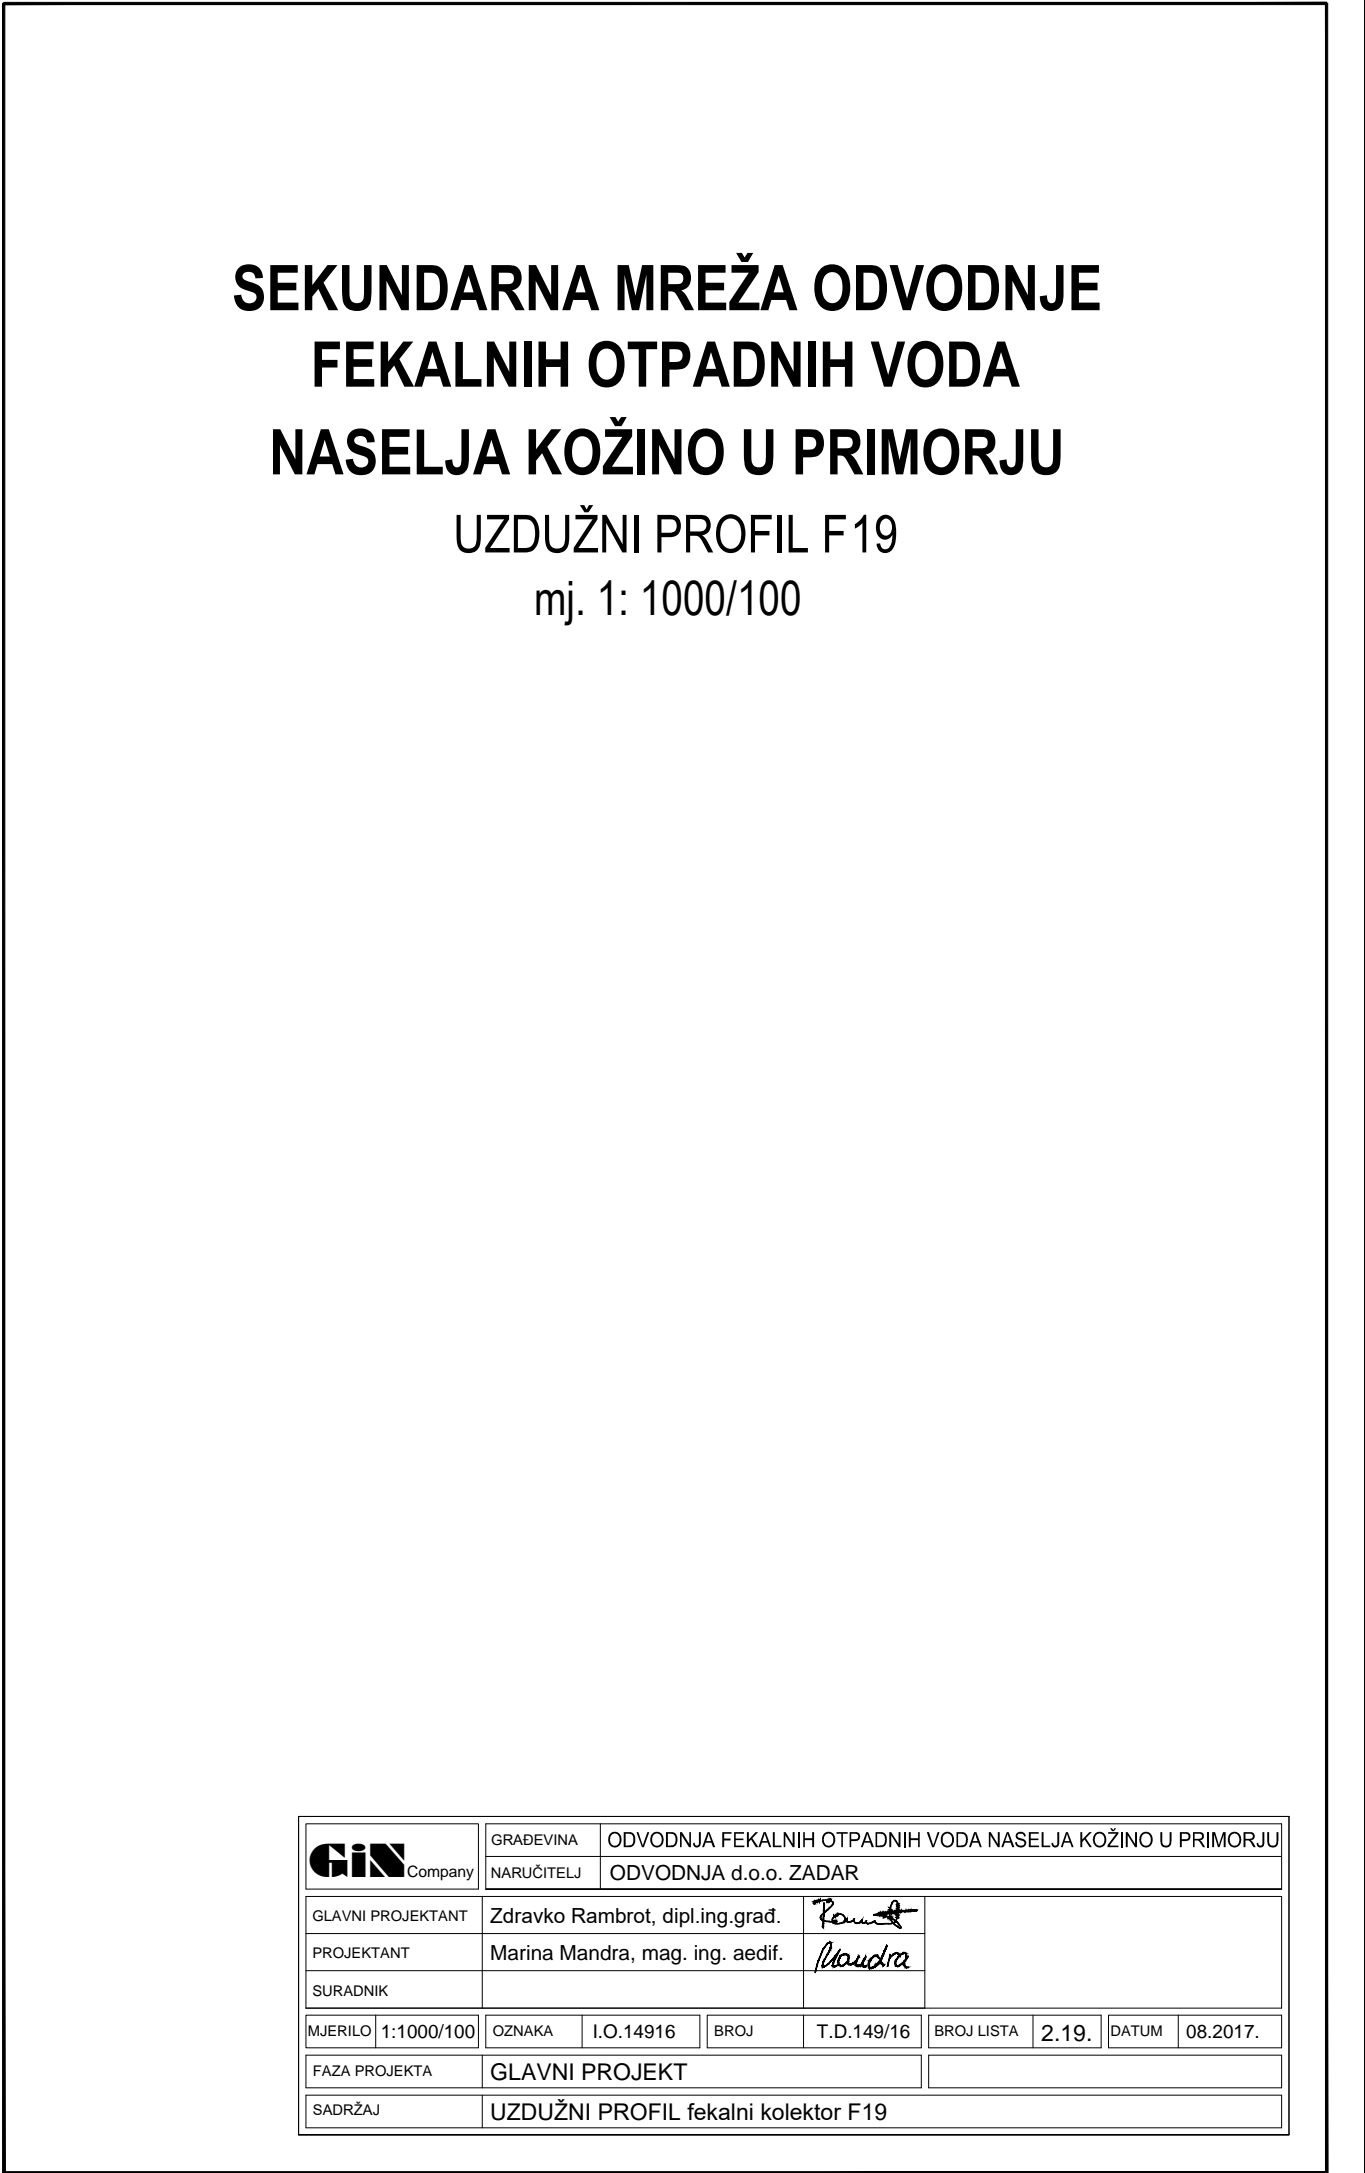 SEKUNDARNA MREŽA ODVODNJE
FEKALNIH OTPADNIH VODA
NASELJA KOŽINO U PRIMORJU
UZDUŽNI PROFIL F19
mj. 1: 1000/100
GiN Company
GRAĐEVINA ODVODNJA FEKALNIH OTPADNIH VODA NASELJA KOŽINO U PRIMORJU
NARUČITELJ ODVODNJA d.o.o. ZADAR
GLAVNI PROJEKTANT Zdravko Rambrot, dipl.ing.građ.
PROJEKTANT Marina Mandra, mag. ing. aedif. Mandra
SURADNIK
MJERILO 1:1000/100 OZNAKA I.O.14916 BROJ T.D.149/16 BROJ LISTA 2.19. DATUM 08.2017.
FAZA PROJEKTA GLAVNI PROJEKT
SADRŽAJ UZDUŽNI PROFIL fekalni kolektor F19